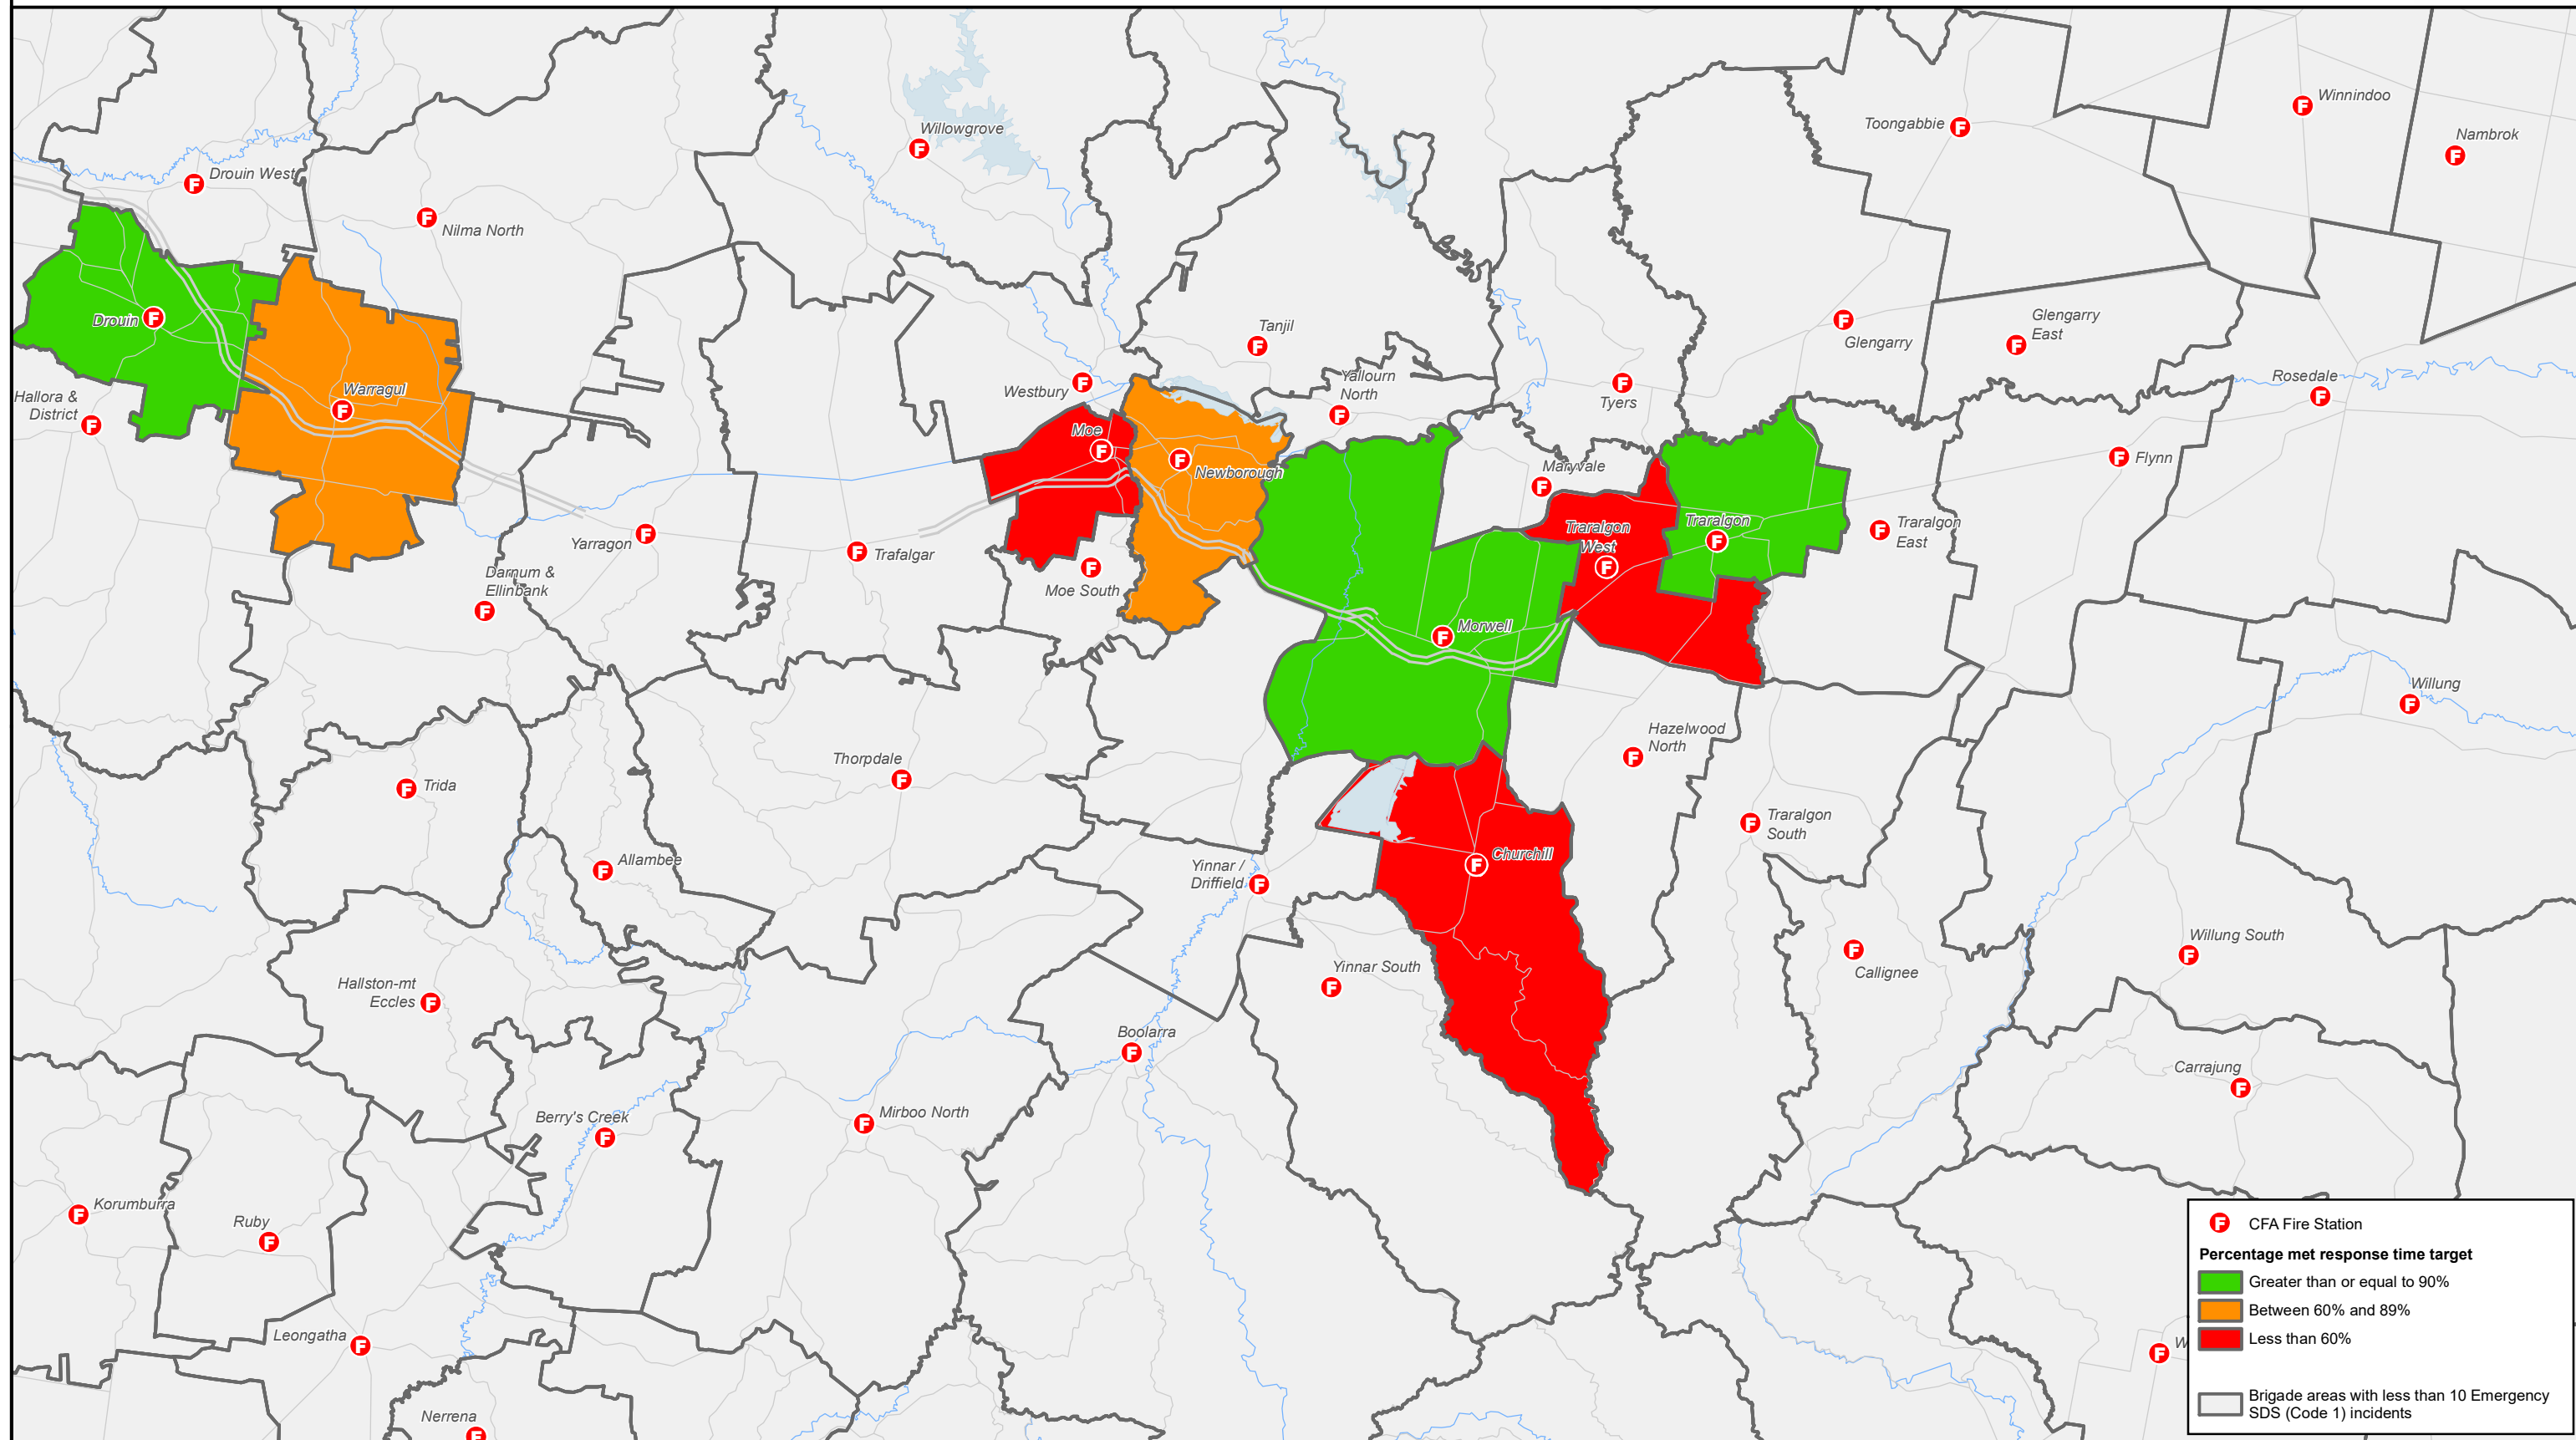 Winnindoo
Toongabbie
Nambrok
Willowgrove
Drouin West
Nilma North
Drouin
Tanjil
Glengarry
East
Glengarry
Warragul
Hallora &
District
Westbury
Yallourn
North
Tyers
Rosedale
Moe
Newborough
Maryvale
Flynn
Traralgon
West
Traralgon
Traralgon
East
Yarragon
Trafalgar
Darnum &
Ellinbank
Moe South
Morwell
Willung
Hazelwood
North
Thorpdale
Trida
Traralgon
South
Allambee
Churchill
Yinnar /
Driffield
Yinnar South
Willung South
Callignee
Hallston-mt
Eccles
Boolarra
Carrajung
Mirboo North
Berry's Creek
Korumburra
Ruby
Leongatha
Nerrena
W
F CFA Fire Station
Percentage met response time target
Greater than or equal to 90%
Between 60% and 89%
Less than 60%
Brigade areas with less than 10 Emergency
SDS (Code 1) incidents